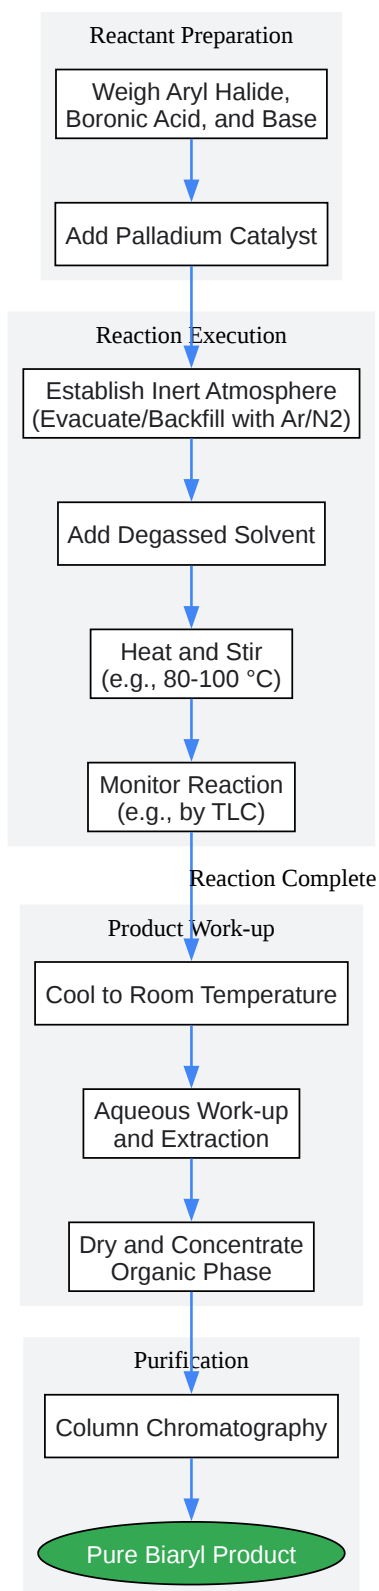 Reactant Preparation
Weigh Aryl Halide,
Boronic Acid, and Base
Add Palladium Catalyst
Reaction Execution
Establish Inert Atmosphere
(Evacuate/Backfill with Ar/N2)
Add Degassed Solvent
Heat and Stir
(e.g., 80-100 °C)
Monitor Reaction
(e.g., by TLC)
Reaction Complete
Product Work-up
Cool to Room Temperature
Aqueous Work-up
and Extraction
Dry and Concentrate
Organic Phase
Purification
Column Chromatography
Pure Biaryl Product